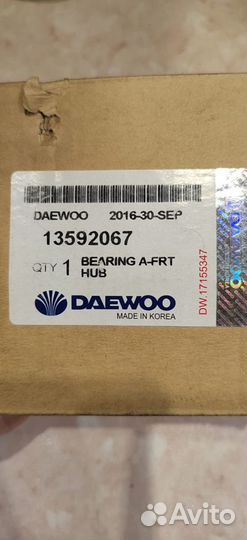 DAEWOO 2016-30-SEP
13592067
QTY 1 BEARING A-FRT
HUB
DAEWOO
MADE IN KOREA
DW.17155347
Avito